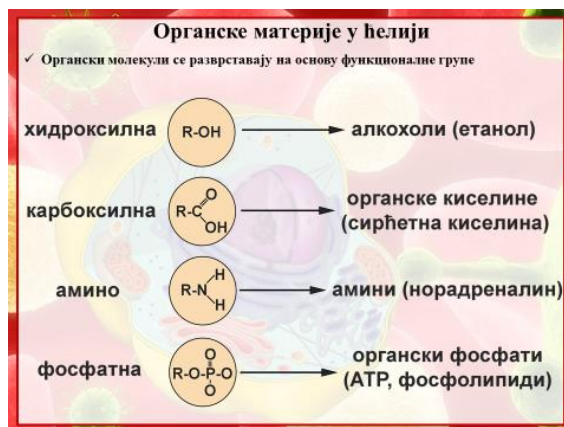 Органске материје у ћелији
✓ Органски молекули се разврставају на основу функционалне групе
хидроксилна R-OH алкохоли (етанол)
карбоксилна R-C O OH органске киселине
(сирћетна киселина)
амино R-N H H амини (норадреналин)
фосфатна R-O-P-O O O органски фосфати
(АТР, фосфолипиди)